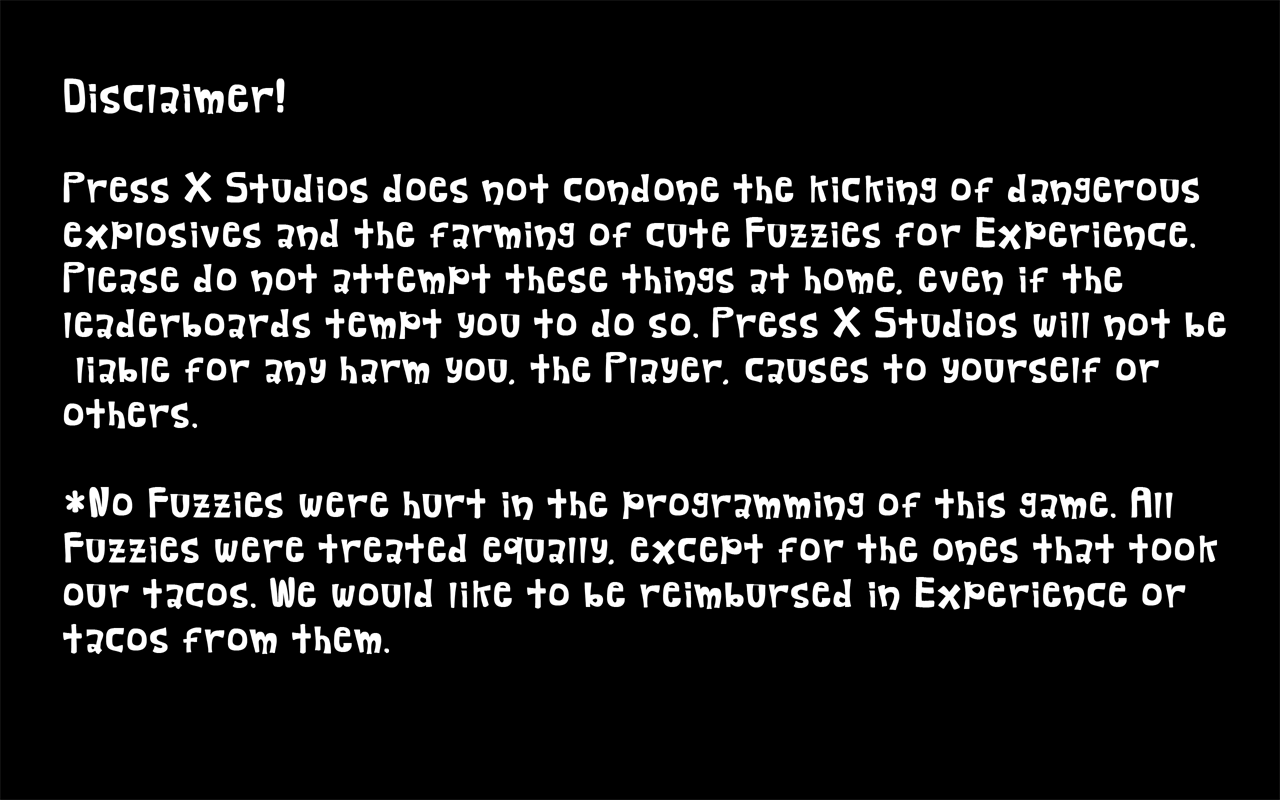 Disclaimer!
Press X Studios does not condone the kicking of dangerous
explosives and the farming of cute Fuzzies for Experience.
Please do not attempt these things at home, even if the
leaderboards tempt you to do so. Press X Studios will not be
liable for any harm you, the Player, causes to yourself or
others.
*No Fuzzies were hurt in the programming of this game. All
Fuzzies were treated equally, except for the ones that took
our tacos. We would like to be reimbursed in Experience or
tacos from them.